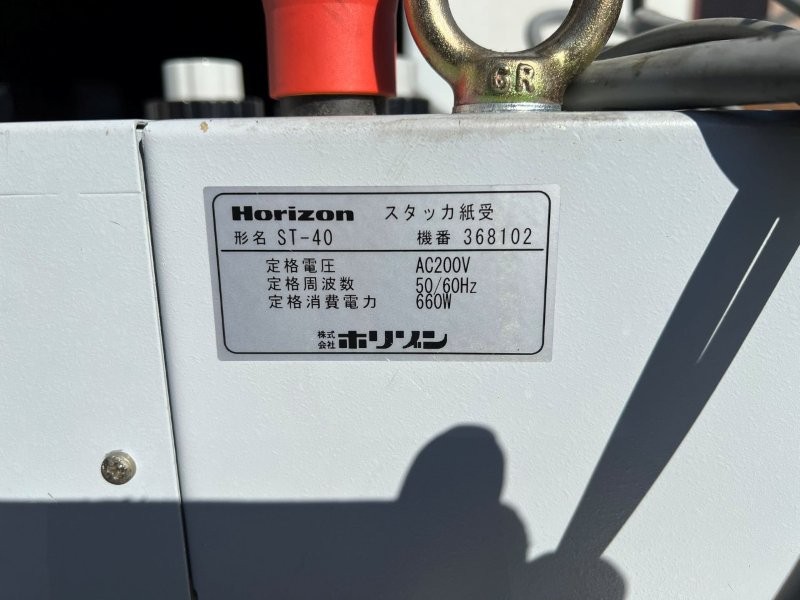 GR
Horizon スタッカ紙受
形名 ST-40 機番 368102
定格電圧 AC200V
定格周波数 50/60Hz
定格消費電力 660W
株式会社ホリゾン